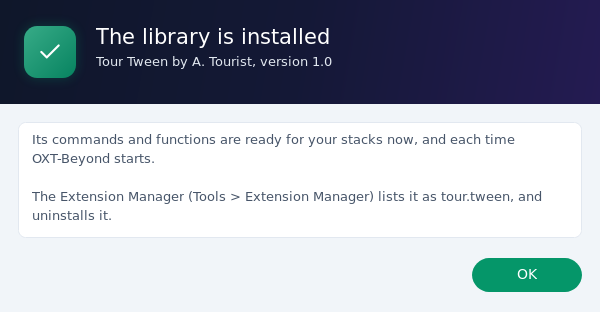 The library is installed
Tour Tween by A. Tourist, version 1.0
Its commands and functions are ready for your stacks now, and each time
OXT-Beyond starts.
The Extension Manager (Tools > Extension Manager) lists it as tour.tween, and
uninstalls it.
OK